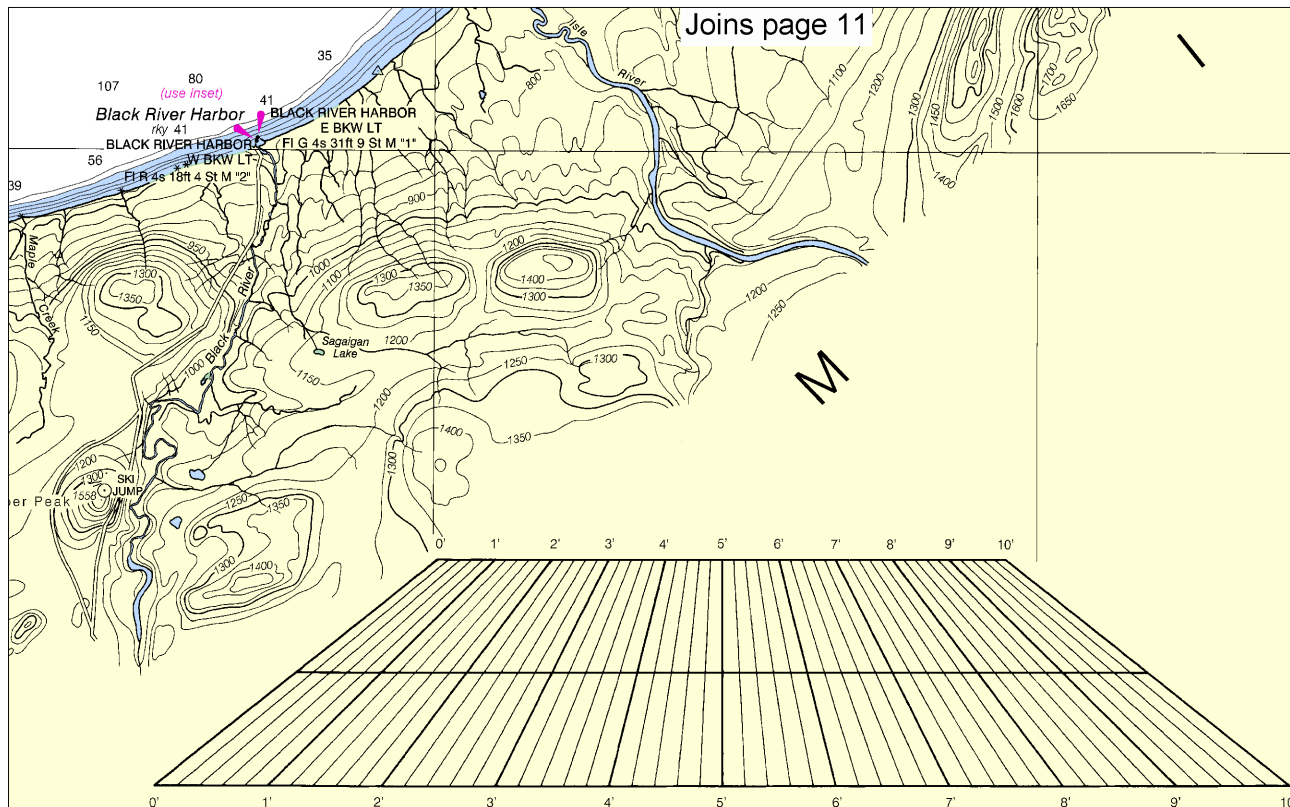 Joins page 11
I
M
35
107
80
(use inset)
41
Black River Harbor
rky 41
56
39
BLACK RIVER HARBOR
E BKW LT
Fl G 4s 31ft 9 St M "1"
BLACK RIVER HARBOR
W BKW LT
Fl R 4s 18ft 4 St M "2"
Isle
River
800
900
1100
1200
1300
1450
1500
1600
1700
1650
1400
Maple
Creek
950
1300
1350
1150
Black
River
1000
1000
1100
1300
1350
1200
1200
1400
1300
1200
1250
Sagaigan
Lake
1150
1200
1250
1300
1200
1350
1400
1300
1200
1300
1558
SKI
JUMP
per Peak
1250
1350
1300
1400
0' 1' 2' 3' 4' 5' 6' 7' 8' 9' 10'
0' 1' 2' 3' 4' 5' 6' 7' 8' 9'